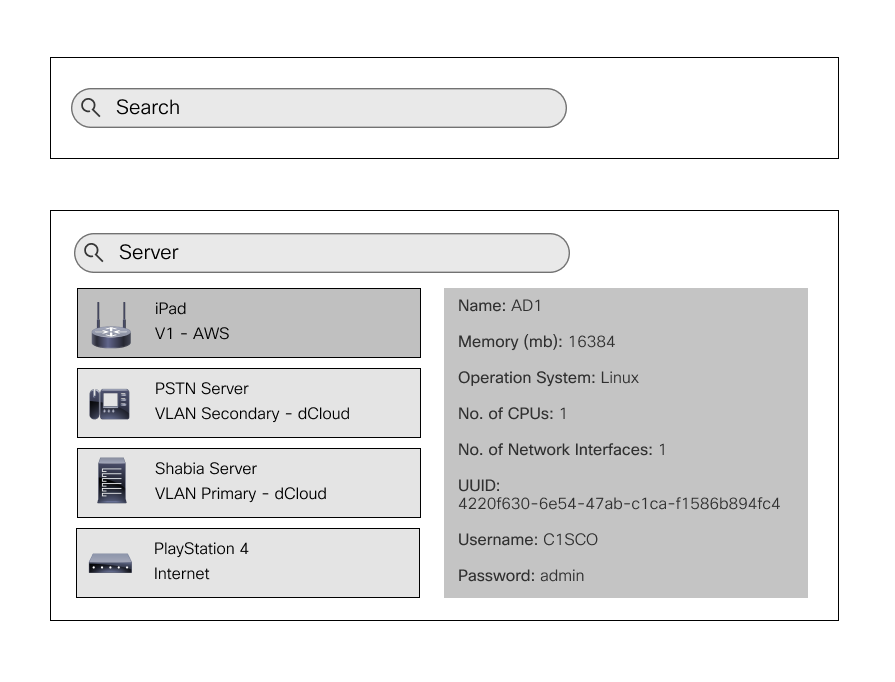 Search
Server
iPad
V1 - AWS
PSTN Server
VLAN Secondary - dCloud
Shabia Server
VLAN Primary - dCloud
PlayStation 4
Internet
Name: AD1
Memory (mb): 16384
Operation System: Linux
No. of CPUs: 1
No. of Network Interfaces: 1
UUID:
4220f630-6e54-47ab-c1ca-f1586b894fc4
Username: C1SCO
Password: admin